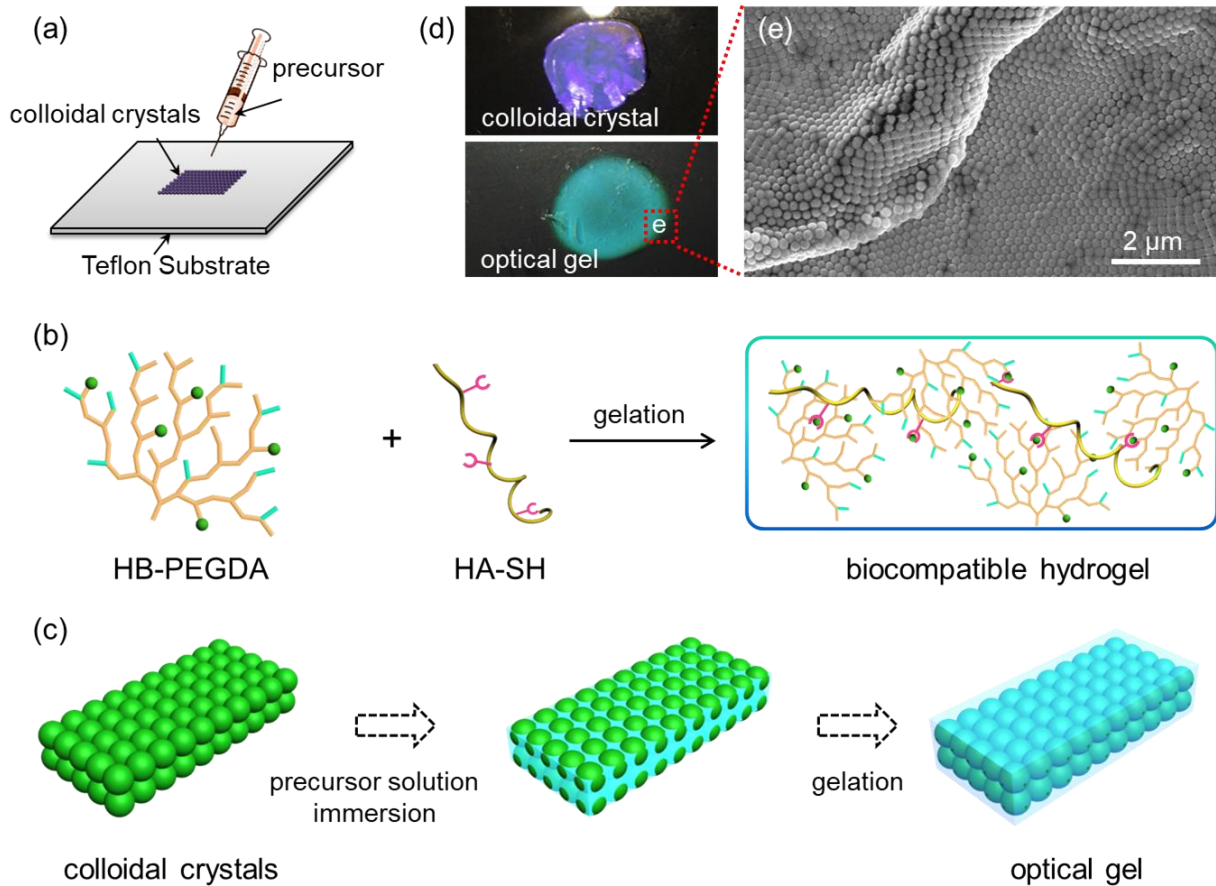 (a)
precursor
colloidal crystals
Teflon Substrate
(d)
colloidal crystal
e
optical gel
(e)
2 μm
(b)
+
gelation
HB-PEGDA
HA-SH
biocompatible hydrogel
(c)
precursor solution
immersion
gelation
colloidal crystals
optical gel